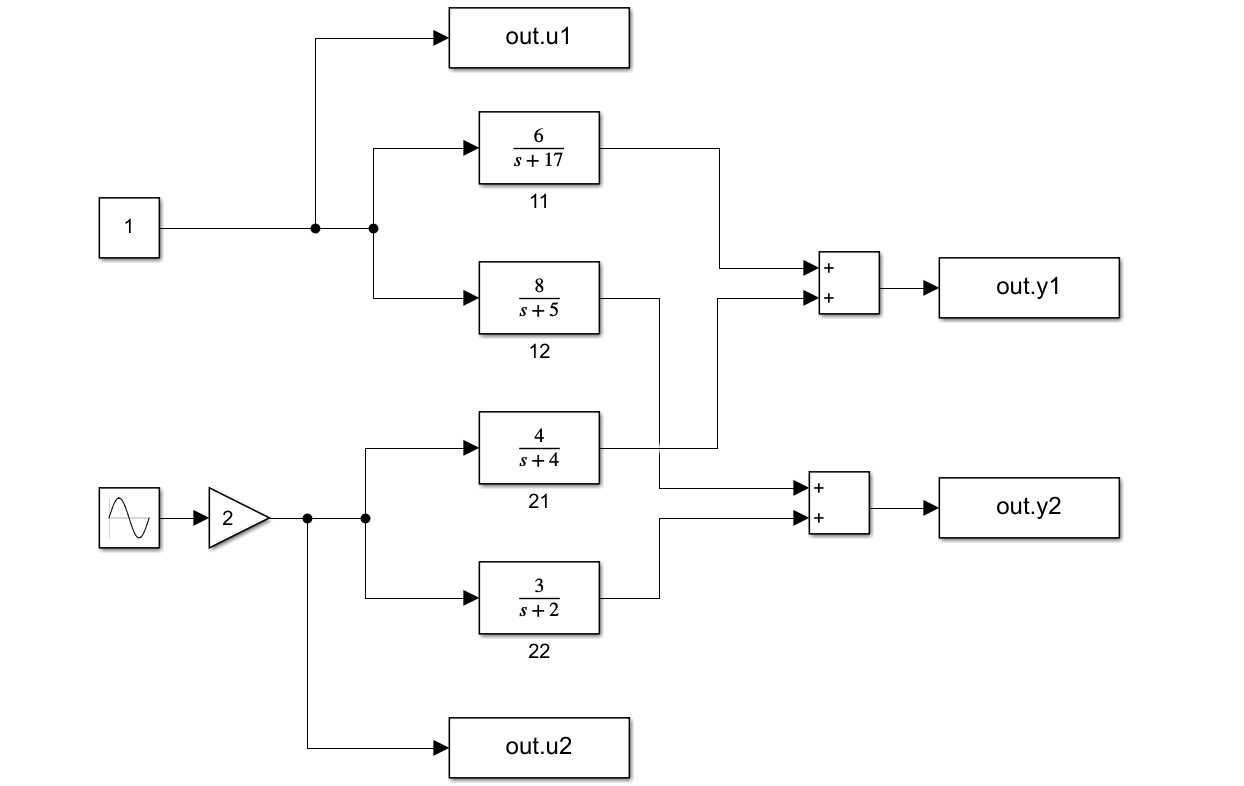 out.u1
6
s + 17
11
1
8
s + 5
12
+
+
out.y1
4
s + 4
21
2
+
+
out.y2
3
s + 2
22
out.u2